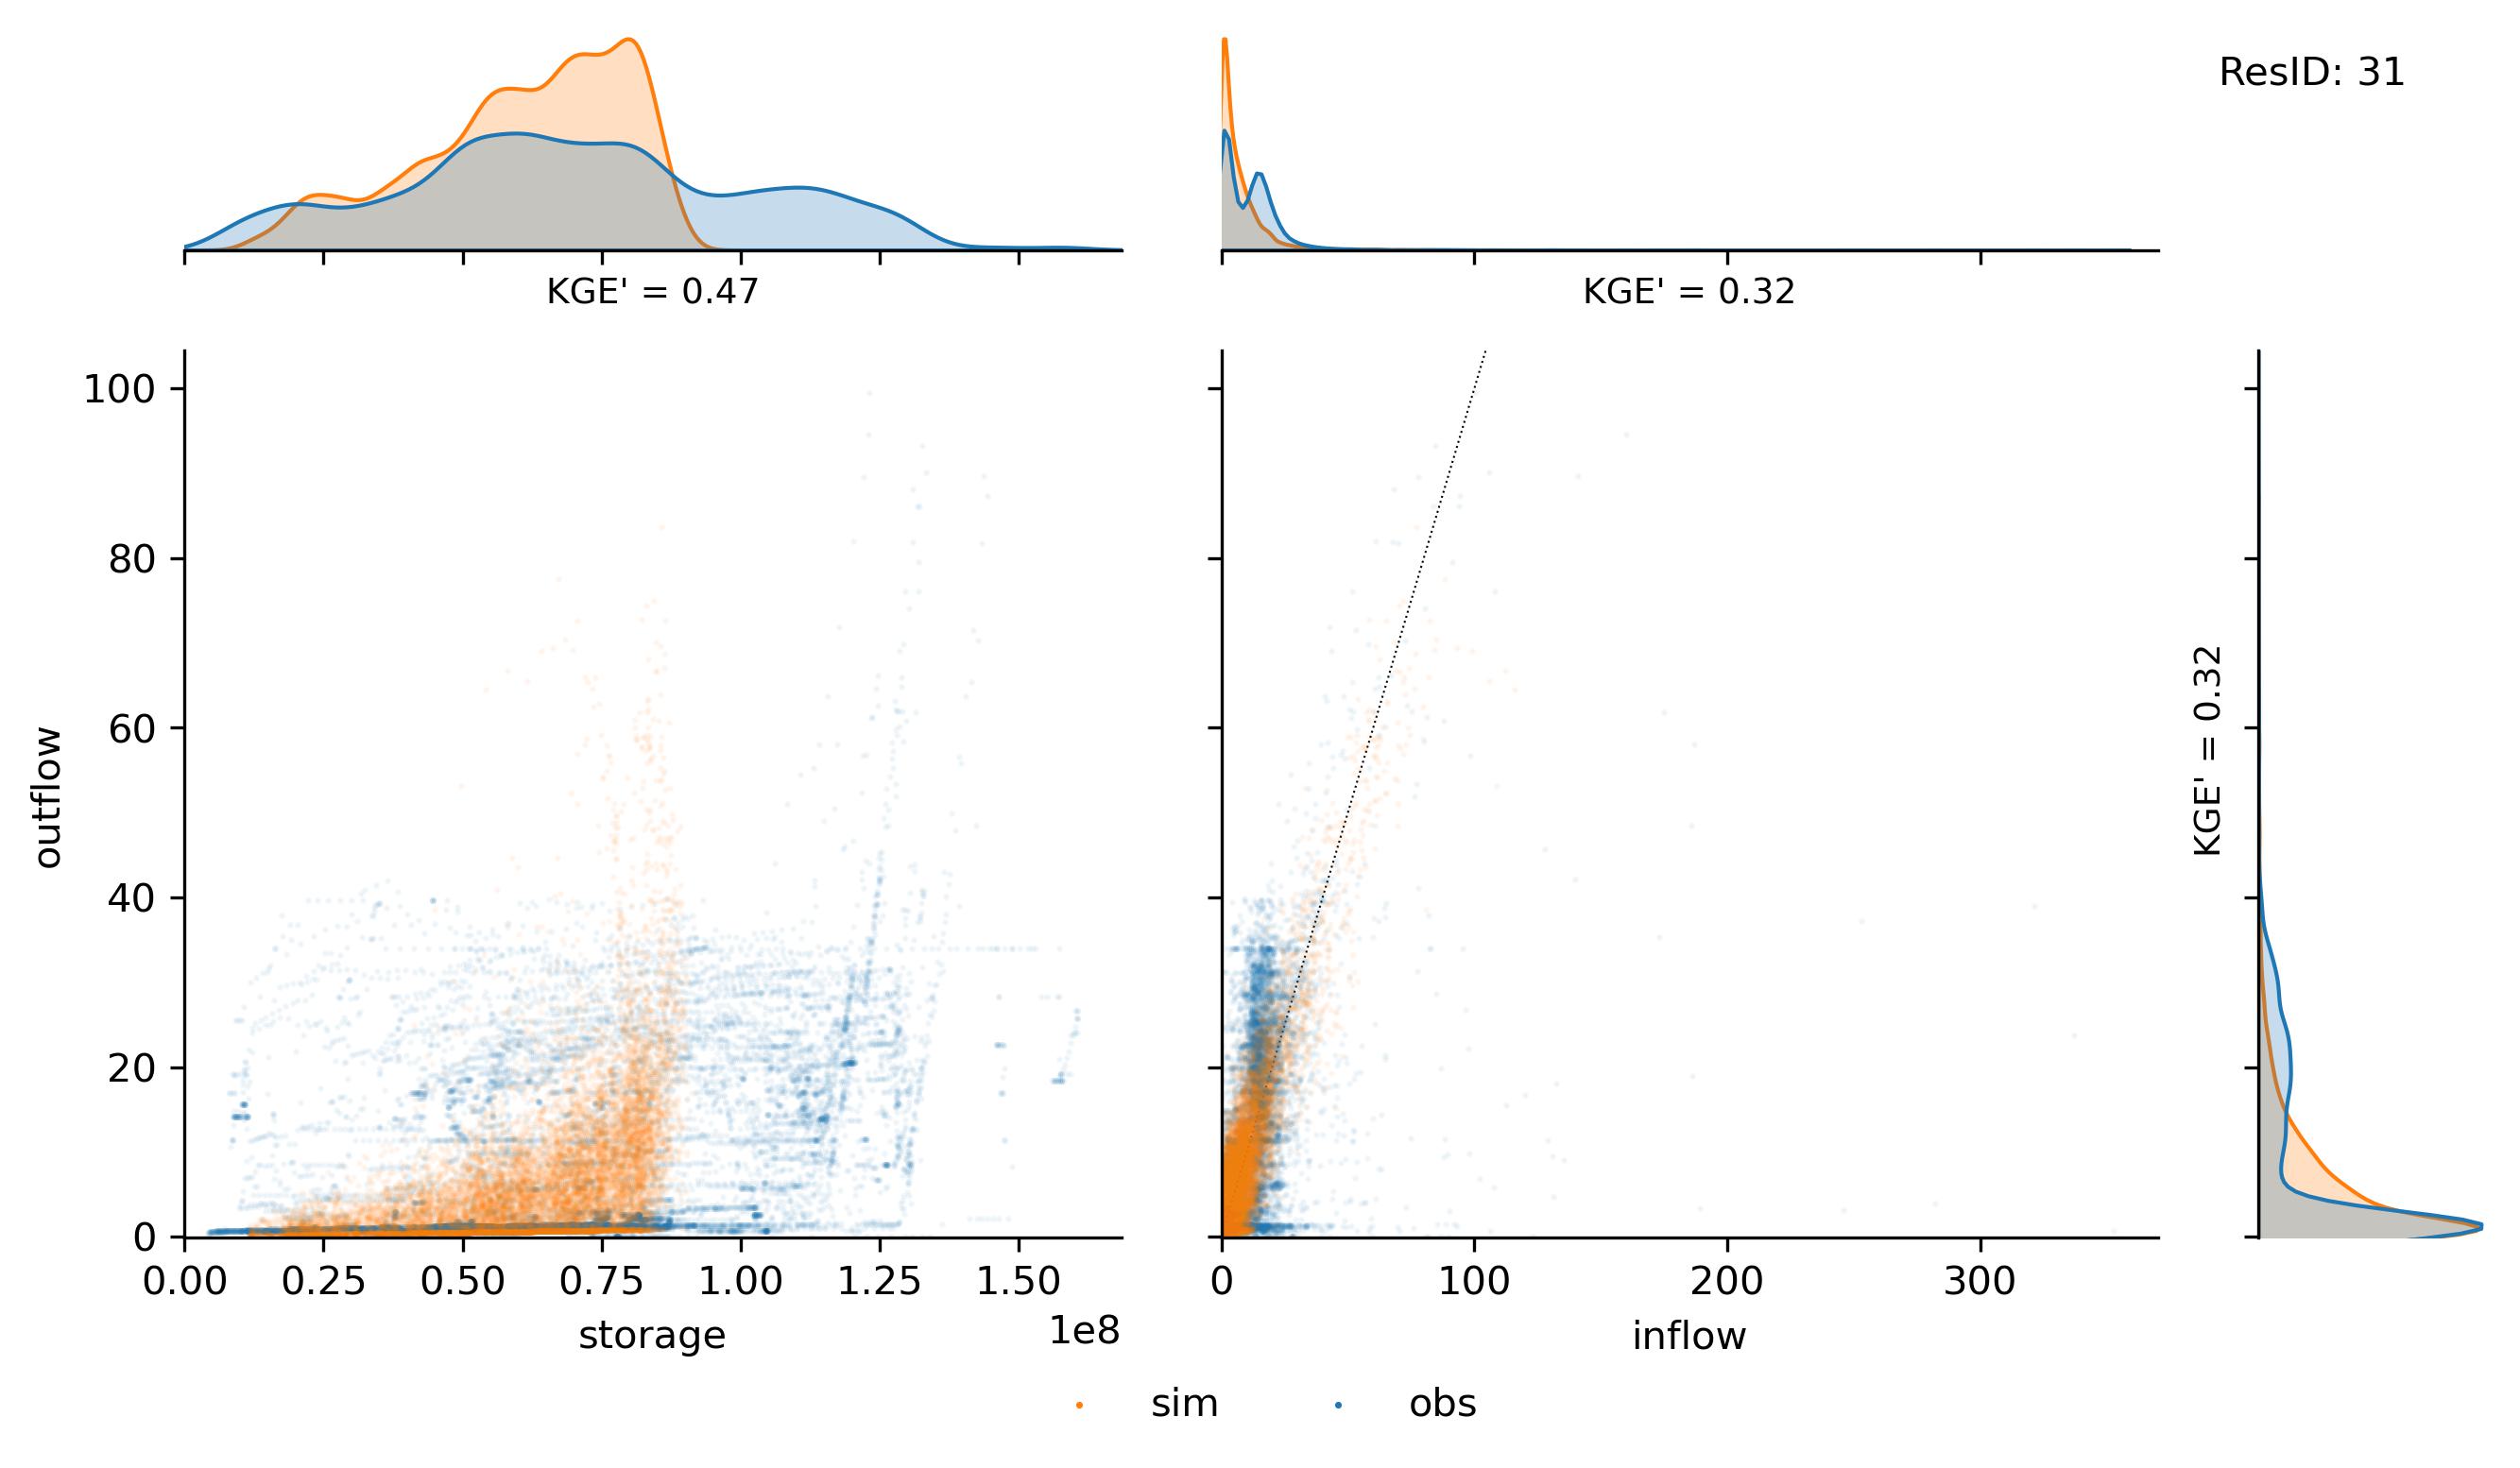 ResID: 31
KGE' = 0.47
KGE' = 0.32
100
80
60
40
20
0
outflow
KGE' = 0.32
0.00 0.25 0.50 0.75 1.00 1.25 1.50
1e8
storage
0 100 200 300
inflow
sim obs